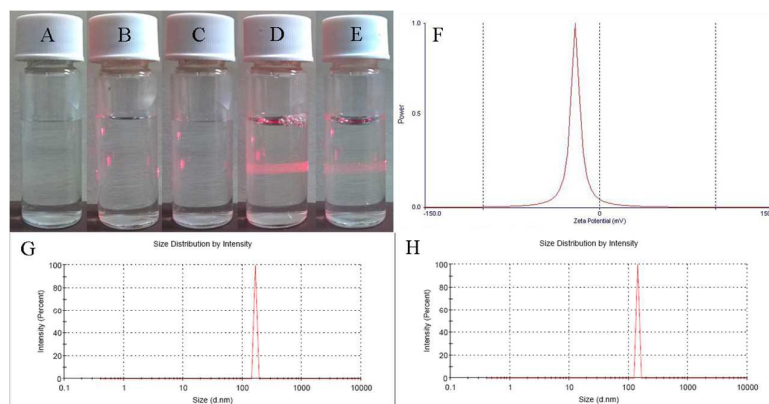 A B C D E
F
1.0
0.5
0.0
Power
-150.0 0 150
Zeta Potential (mV)
G
Size Distribution by Intensity
100
80
60
40
20
0
Intensity (Percent)
0.1 1 10 100 1000 10000
Size (d.nm)
H
Size Distribution by Intensity
100
80
60
40
20
0
Intensity (Percent)
0.1 1 10 100 1000 10000
Size (d.nm)